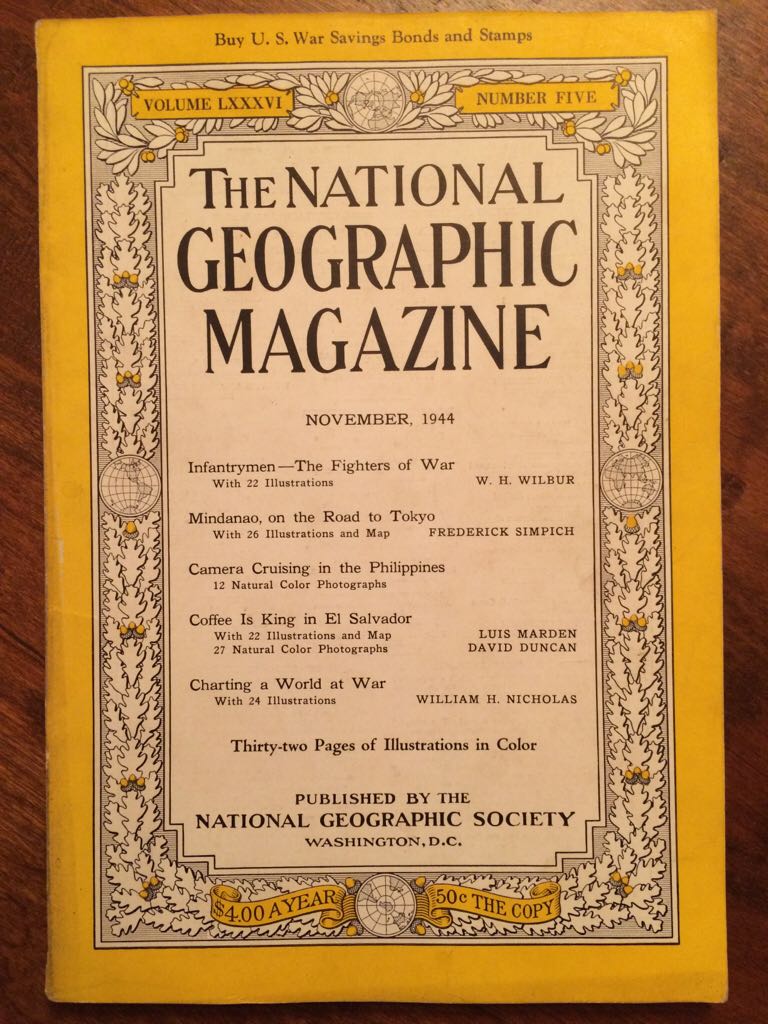 Buy U. S. War Savings Bonds and Stamps
VOLUME LXXXVI NUMBER FIVE
THE NATIONAL
GEOGRAPHIC
MAGAZINE
NOVEMBER, 1944
Infantrymen—The Fighters of War
With 22 Illustrations W. H. WILBUR
Mindanao, on the Road to Tokyo
With 26 Illustrations and Map FREDERICK SIMPICH
Camera Cruising in the Philippines
12 Natural Color Photographs
Coffee Is King in El Salvador
With 22 Illustrations and Map LUIS MARDEN
27 Natural Color Photographs DAVID DUNCAN
Charting a World at War
With 24 Illustrations WILLIAM H. NICHOLAS
Thirty-two Pages of Illustrations in Color
PUBLISHED BY THE
NATIONAL GEOGRAPHIC SOCIETY
WASHINGTON, D.C.
$4.00 A YEAR 50c THE COPY